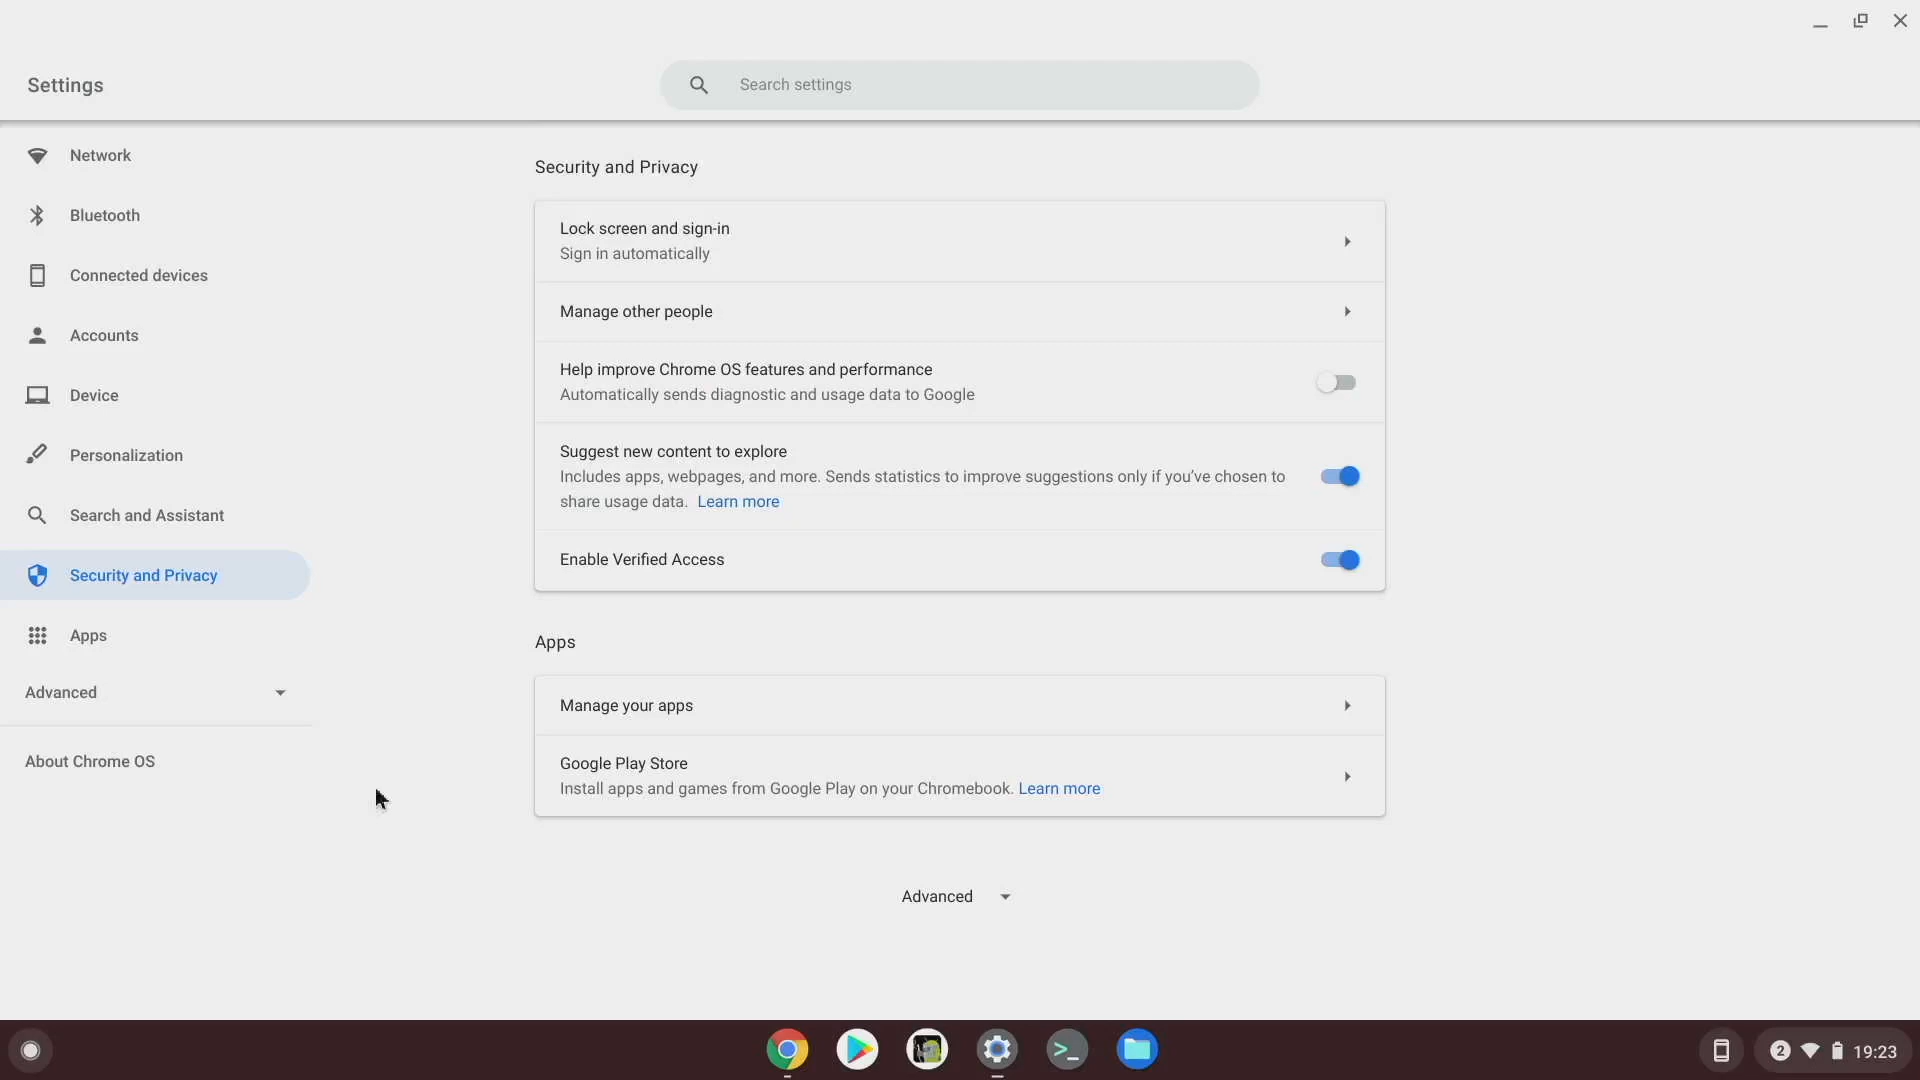 Settings
Search settings
Network
Bluetooth
Connected devices
Accounts
Device
Personalization
Search and Assistant
Security and Privacy
Apps
Advanced
About Chrome OS
Security and Privacy
Lock screen and sign-in
Sign in automatically
Manage other people
Help improve Chrome OS features and performance
Automatically sends diagnostic and usage data to Google
Suggest new content to explore
Includes apps, webpages, and more. Sends statistics to improve suggestions only if you’ve chosen to
share usage data. Learn more
Enable Verified Access
Apps
Manage your apps
Google Play Store
Install apps and games from Google Play on your Chromebook. Learn more
Advanced
>_
2 19:23